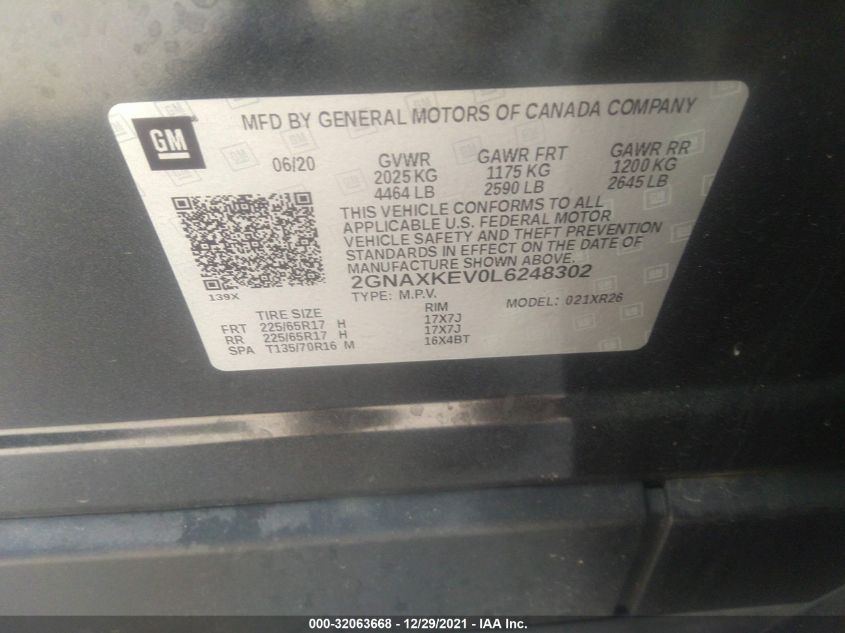 GM
MFD BY GENERAL MOTORS OF CANADA COMPANY
06/20 GVWR GAWR FRT GAWR RR
2025 KG 1175 KG 1200 KG
4464 LB 2590 LB 2645 LB
THIS VEHICLE CONFORMS TO ALL
APPLICABLE U.S. FEDERAL MOTOR
VEHICLE SAFETY AND THEFT PREVENTION
STANDARDS IN EFFECT ON THE DATE OF
MANUFACTURE SHOWN ABOVE.
139X
2GNAXKEV0L6248302
TYPE: M.P.V. MODEL: 021XR26
TIRE SIZE RIM
FRT 225/65R17 H 17X7J
RR 225/65R17 H 17X7J
SPA T135/70R16 M 16X4BT
000-32063668 - 12/29/2021 - IAA Inc.